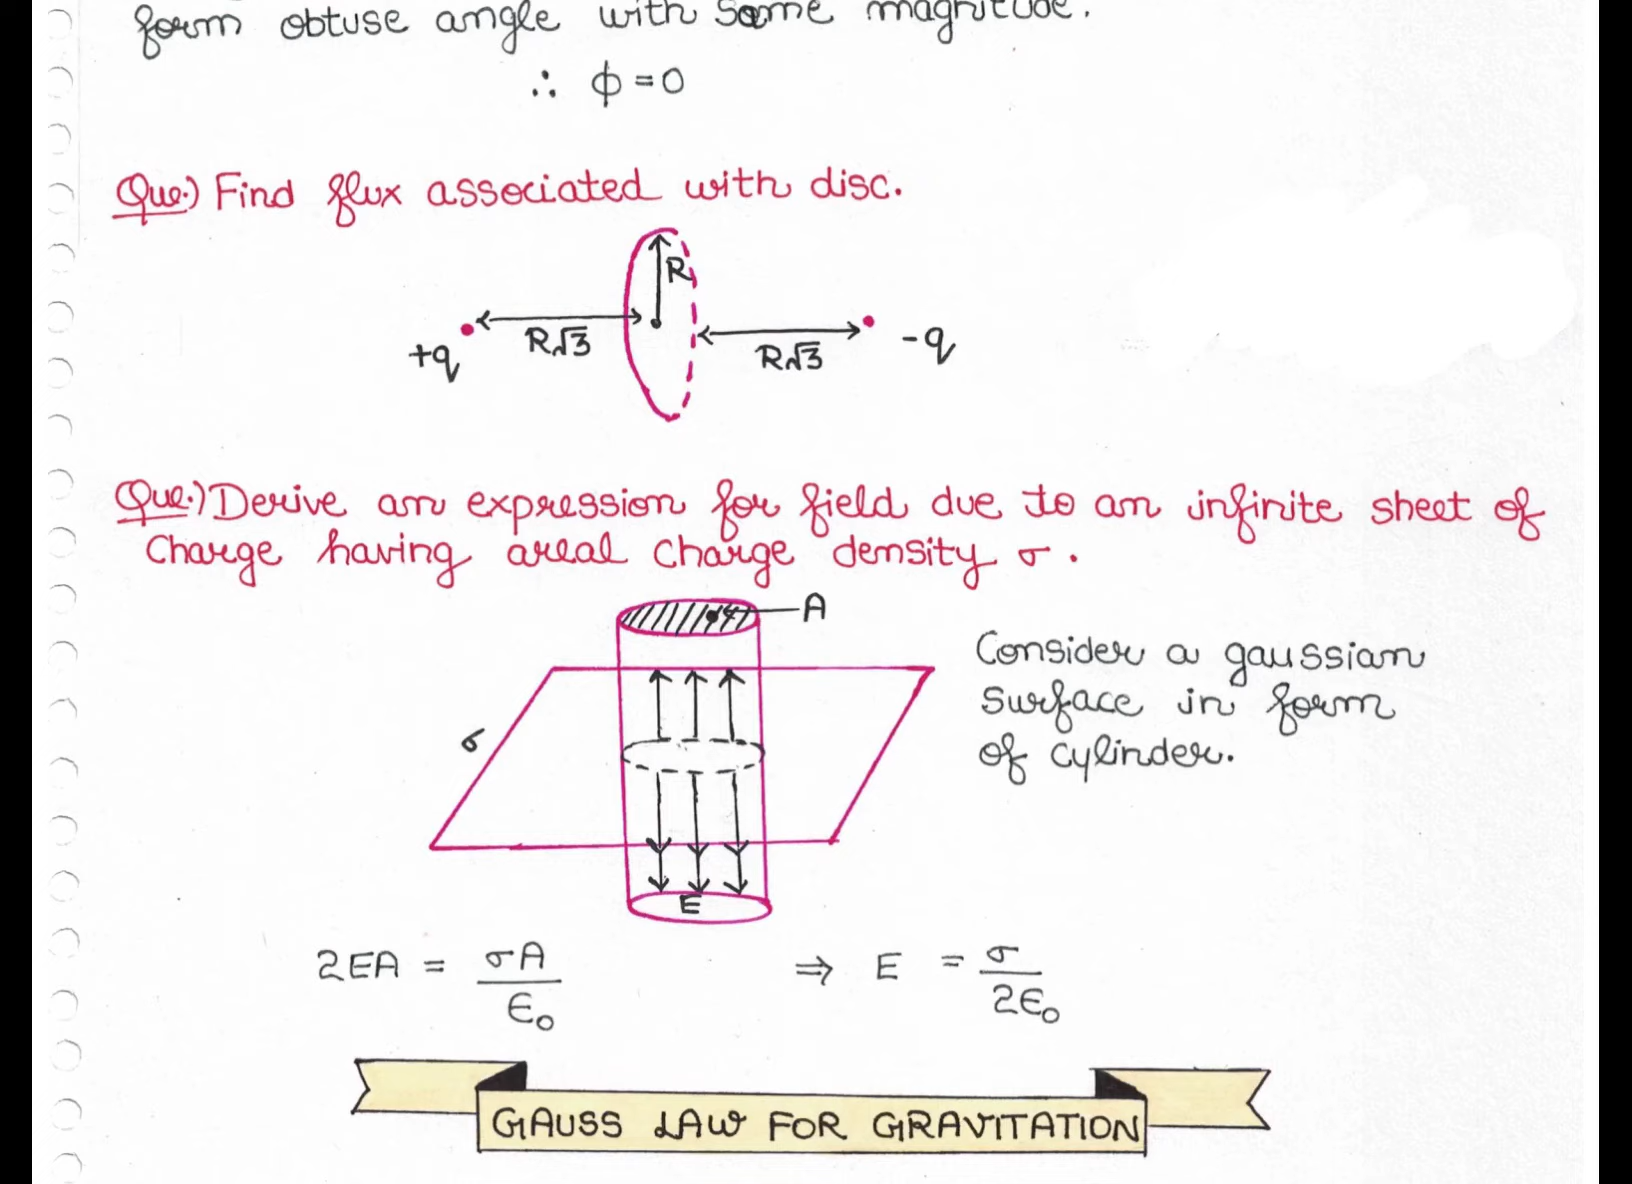 form obtuse angle with same magnitude.
∴ ϕ = 0
Que.) Find flux associated with disc.
R
+q R√3 R√3 -q
Que.) Derive an expression for field due to an infinite sheet of
charge having areal charge density σ.
A
Consider a gaussian
surface in form
of cylinder.
σ
E
2EA = σA/ε₀ ⇒ E = σ/2ε₀
GAUSS LAW FOR GRAVITATION